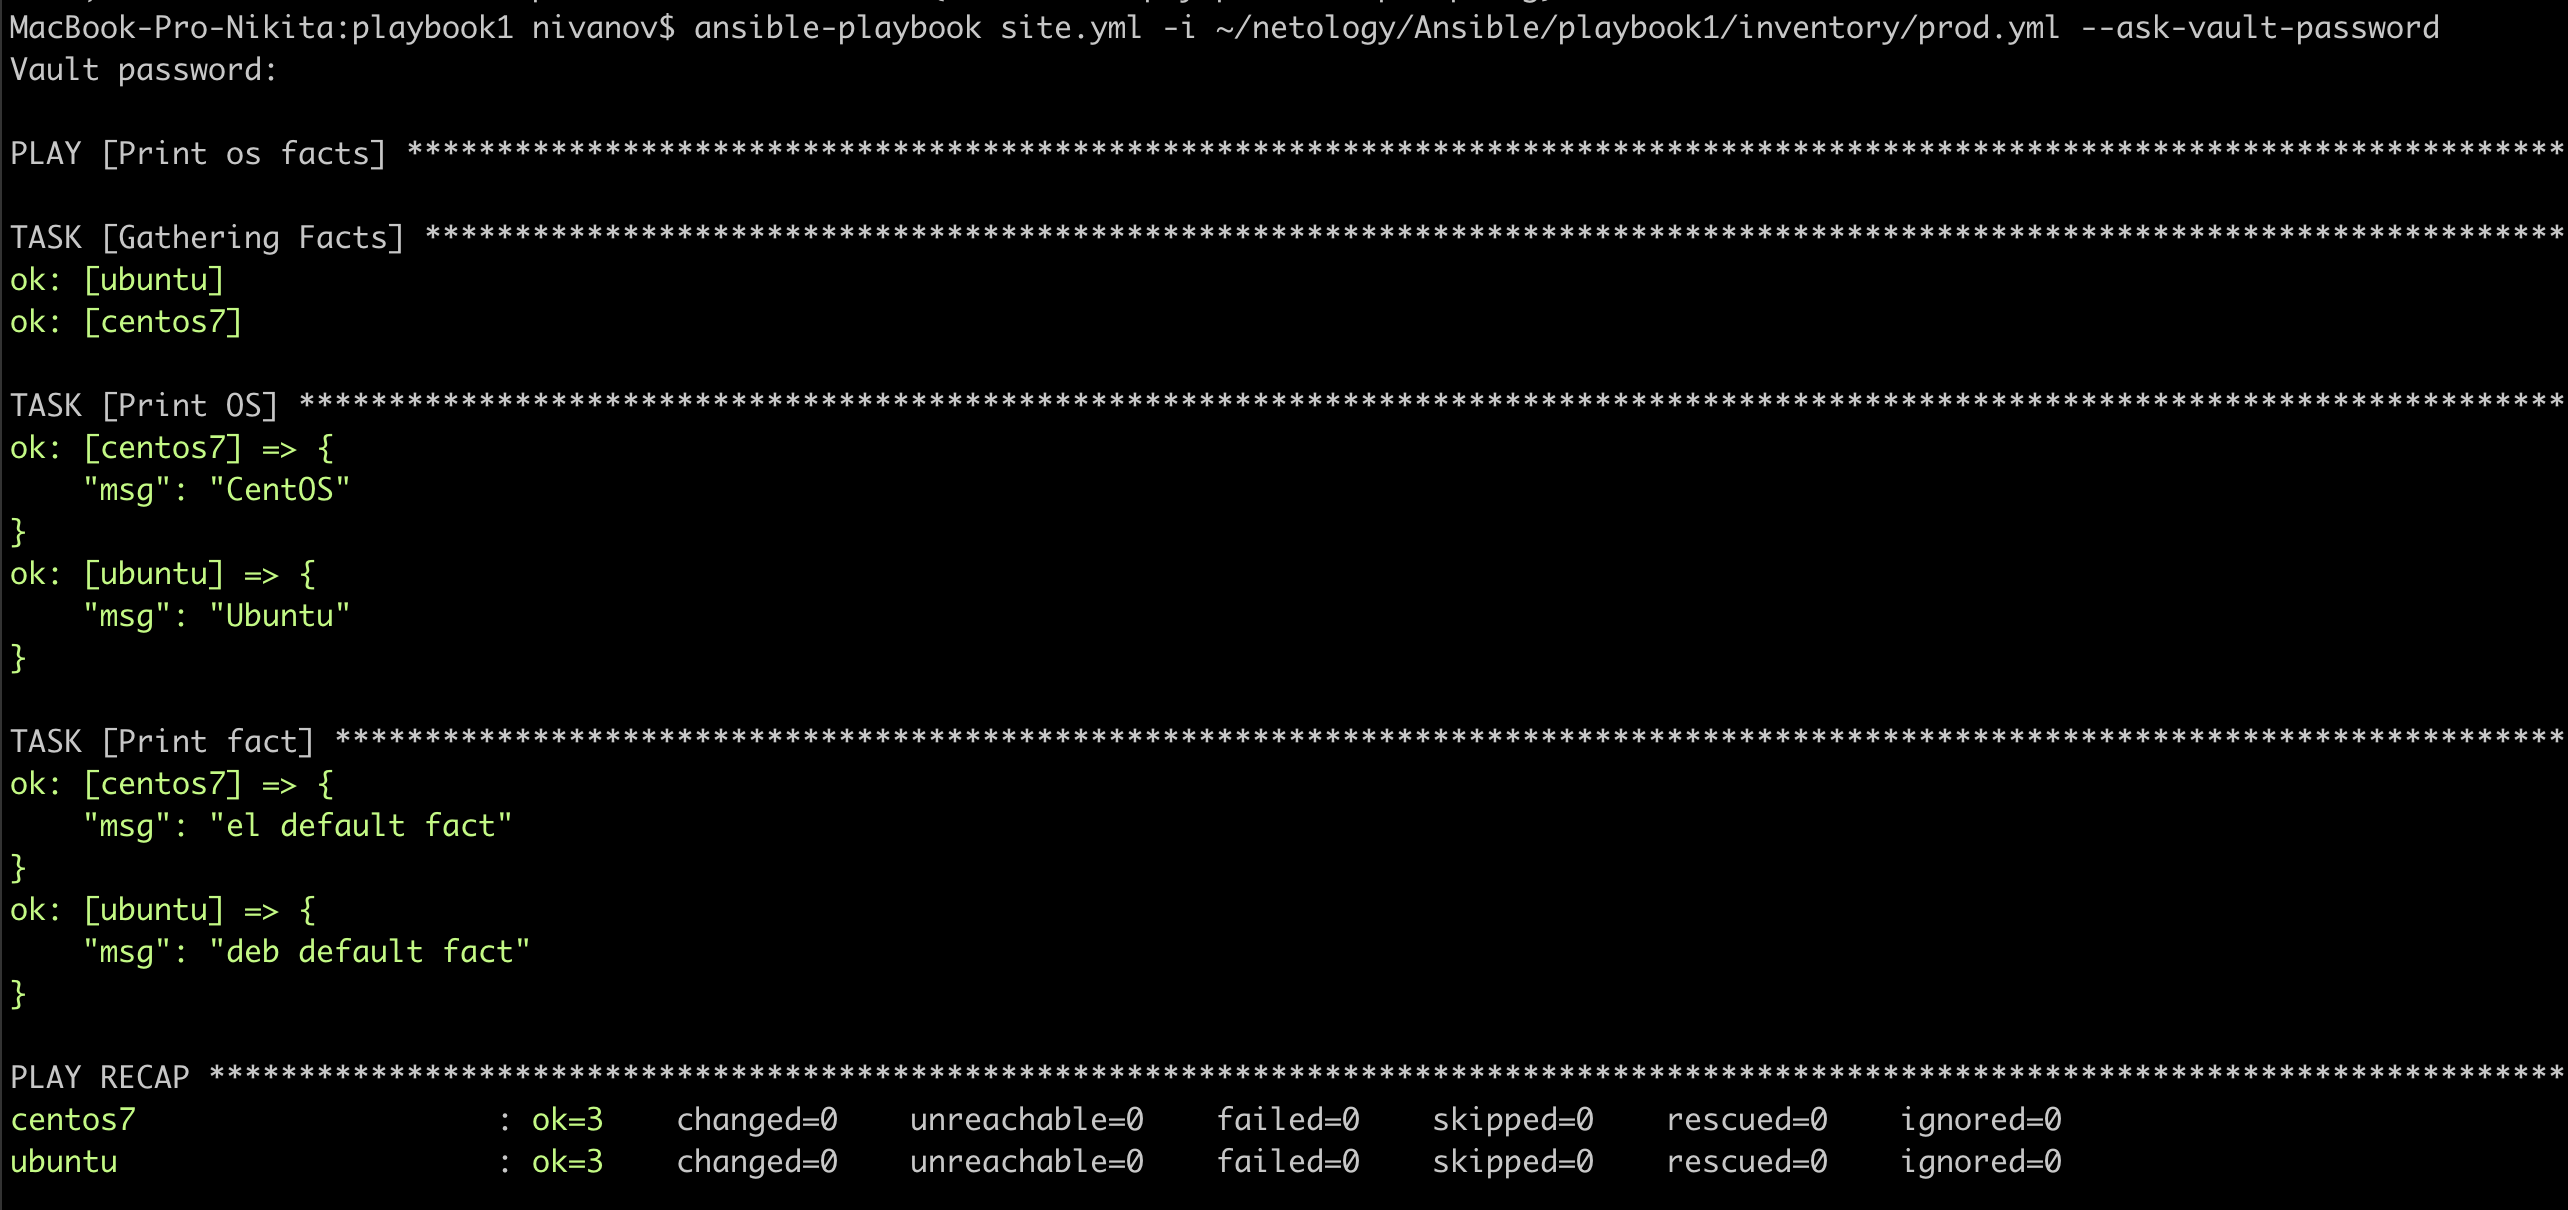 MacBook-Pro-Nikita:playbook1 nivanov$ ansible-playbook site.yml -i ~/netology/Ansible/playbook1/inventory/prod.yml --ask-vault-password
Vault password:
PLAY [Print os facts] ************************************************************************************************************************
TASK [Gathering Facts] ***********************************************************************************************************************
ok: [ubuntu]
ok: [centos7]
TASK [Print OS] ******************************************************************************************************************************
ok: [centos7] => {
    "msg": "CentOS"
}
ok: [ubuntu] => {
    "msg": "Ubuntu"
}
TASK [Print fact] ****************************************************************************************************************************
ok: [centos7] => {
    "msg": "el default fact"
}
ok: [ubuntu] => {
    "msg": "deb default fact"
}
PLAY RECAP ***********************************************************************************************************************************
centos7                    : ok=3    changed=0    unreachable=0    failed=0    skipped=0    rescued=0    ignored=0
ubuntu                     : ok=3    changed=0    unreachable=0    failed=0    skipped=0    rescued=0    ignored=0